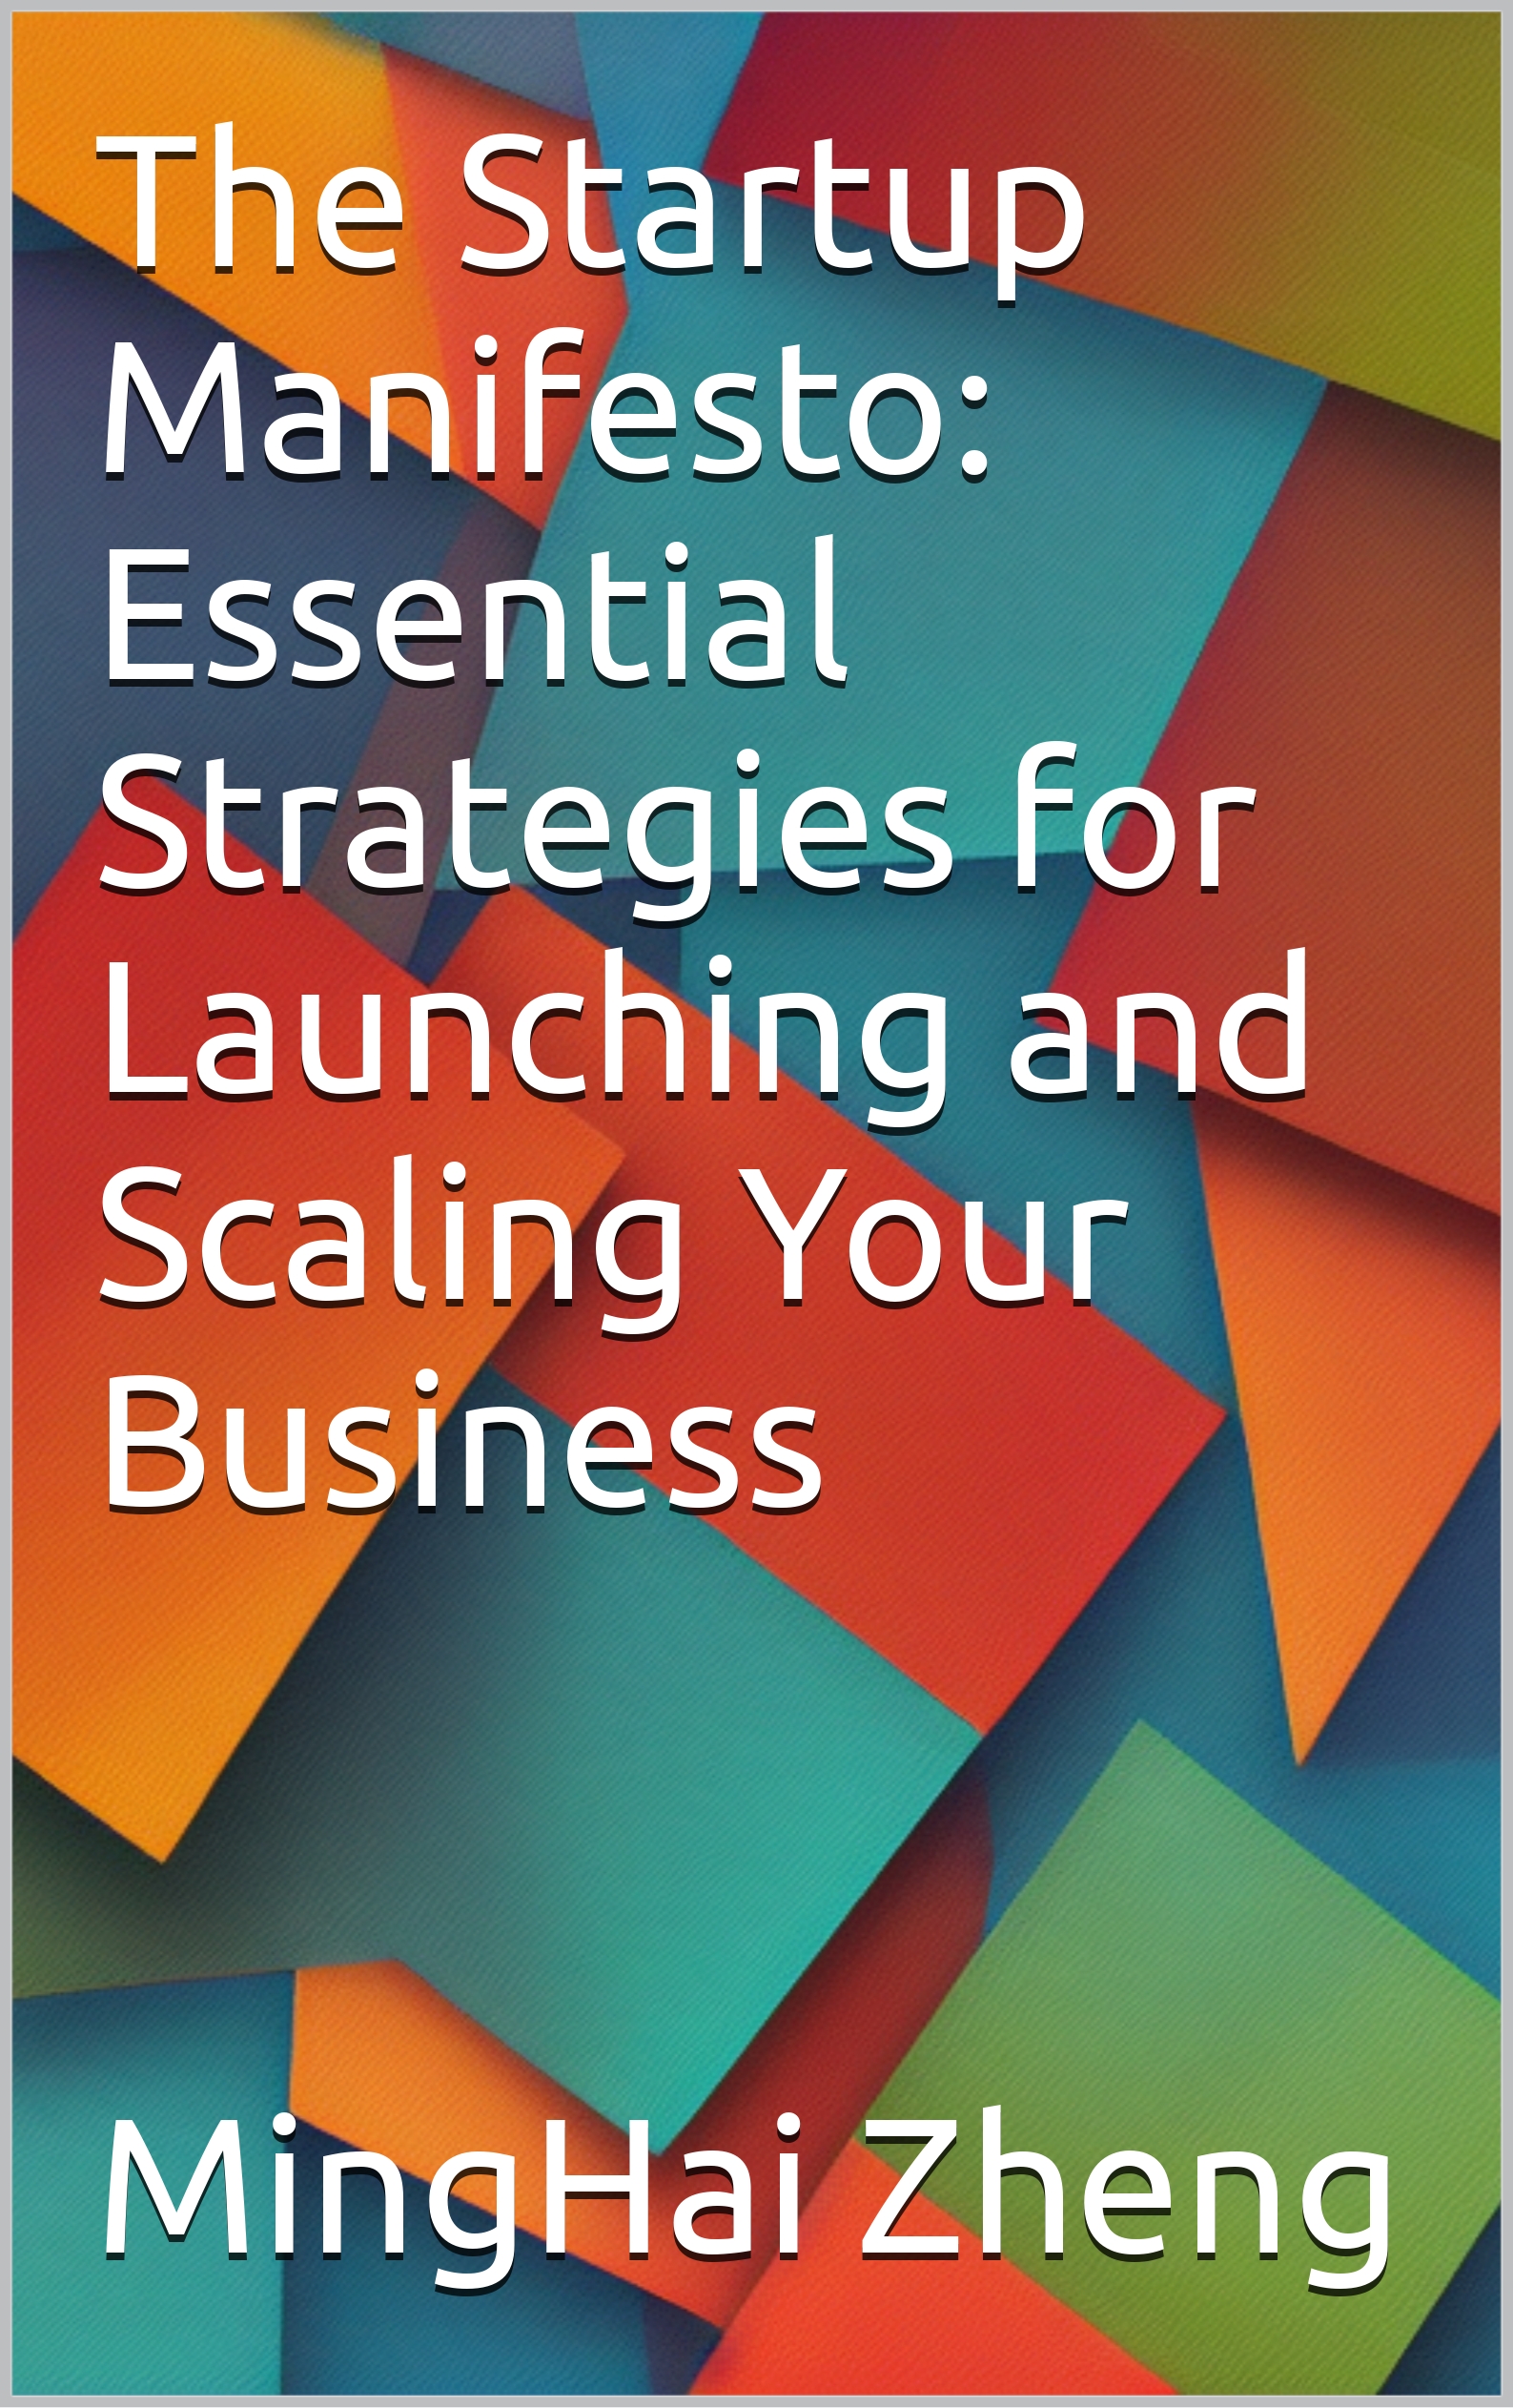 The Startup
Manifesto:
Essential
Strategies for
Launching and
Scaling Your
Business
MingHai Zheng